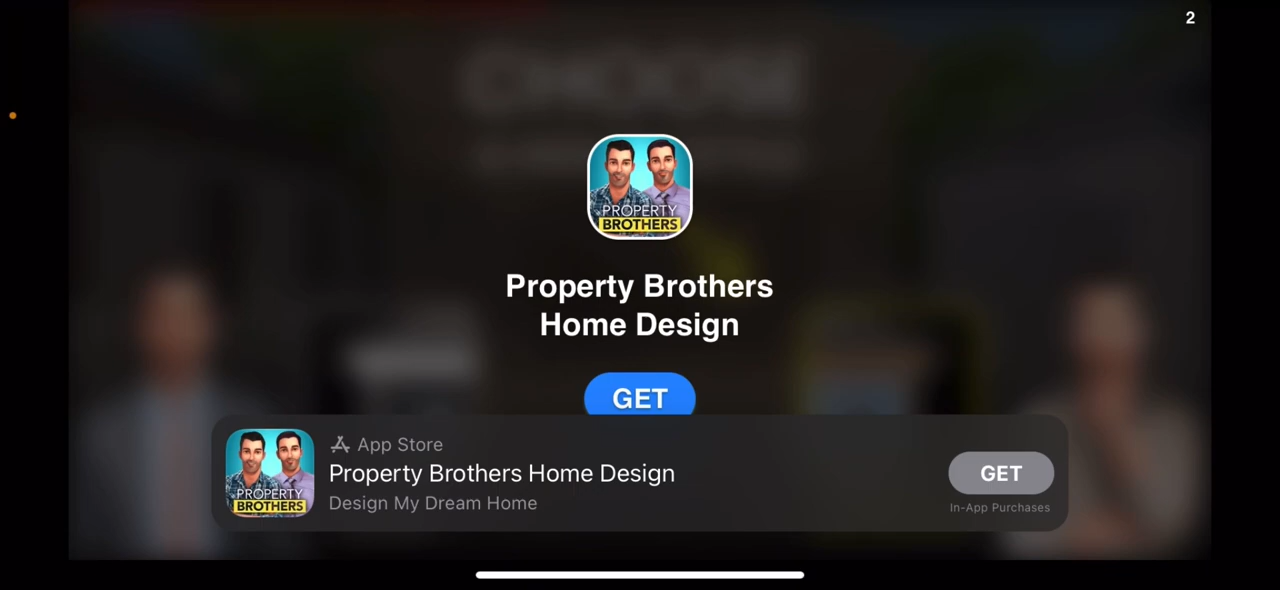 2
PROPERTY
BROTHERS
Property Brothers
Home Design
GET
App Store
Property Brothers Home Design
Design My Dream Home
PROPERTY
BROTHERS
GET
In-App Purchases